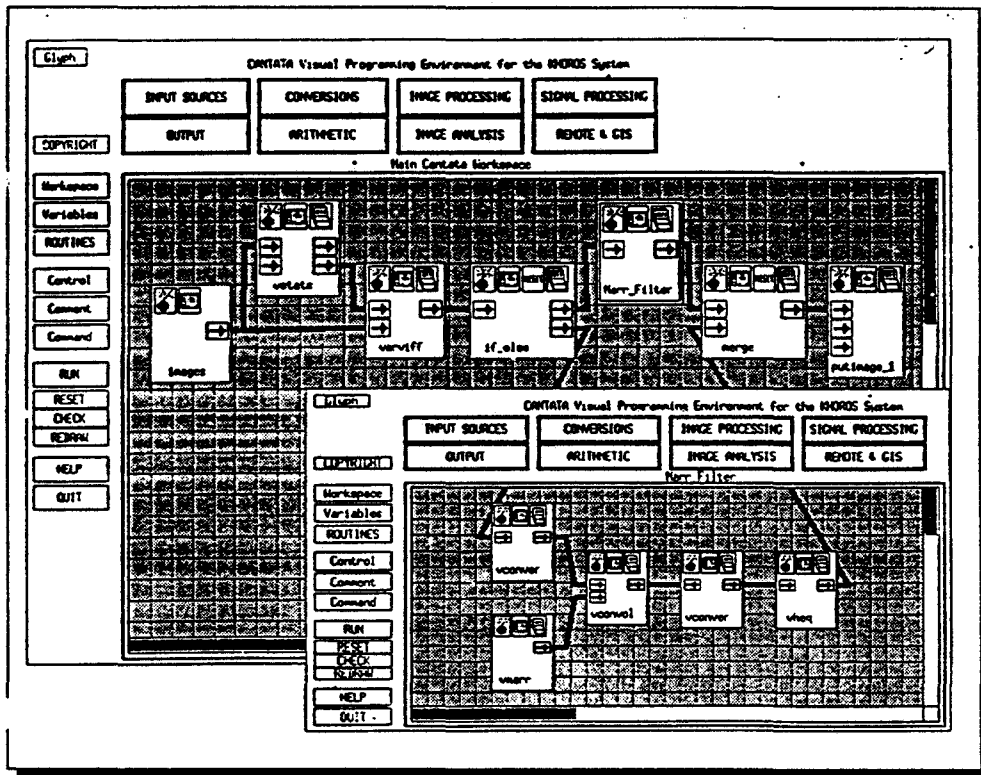 Glyph
CANTATA Visual Programming Environment for the KHOROS System
INPUT SOURCES CONVERSIONS IMAGE PROCESSING SIGNAL PROCESSING
OUTPUT ARITHMETIC IMAGE ANALYSIS REMOTE & GIS
COPYRIGHT
Main Cantata Workspace
Workspace
Variables
ROUTINES
Control
Comment
Command
RUN
RESET
CHECK
REDRAW
HELP
QUIT
images
vstats
varviff
if_else
RESET
Marr_Filter
merge
RESET
putimage_1
Glyph
CANTATA Visual Programming Environment for the KHOROS System
INPUT SOURCES CONVERSIONS IMAGE PROCESSING SIGNAL PROCESSING
OUTPUT ARITHMETIC IMAGE ANALYSIS REMOTE & GIS
COPYRIGHT
Marr_Filter
Workspace
Variables
ROUTINES
Control
Comment
Command
RUN
RESET
CHECK
REDRAW
HELP
QUIT
vconver
vmarr
vconvol
vconver
vheq